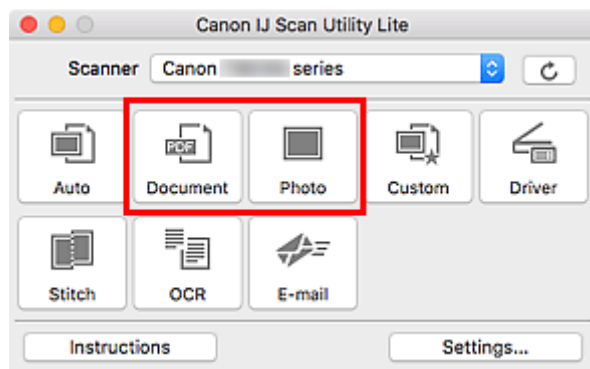 Canon IJ Scan Utility Lite
Scanner Canon series
PDF
Auto Document Photo Custom Driver
Stitch OCR E-mail
Instructions Settings...